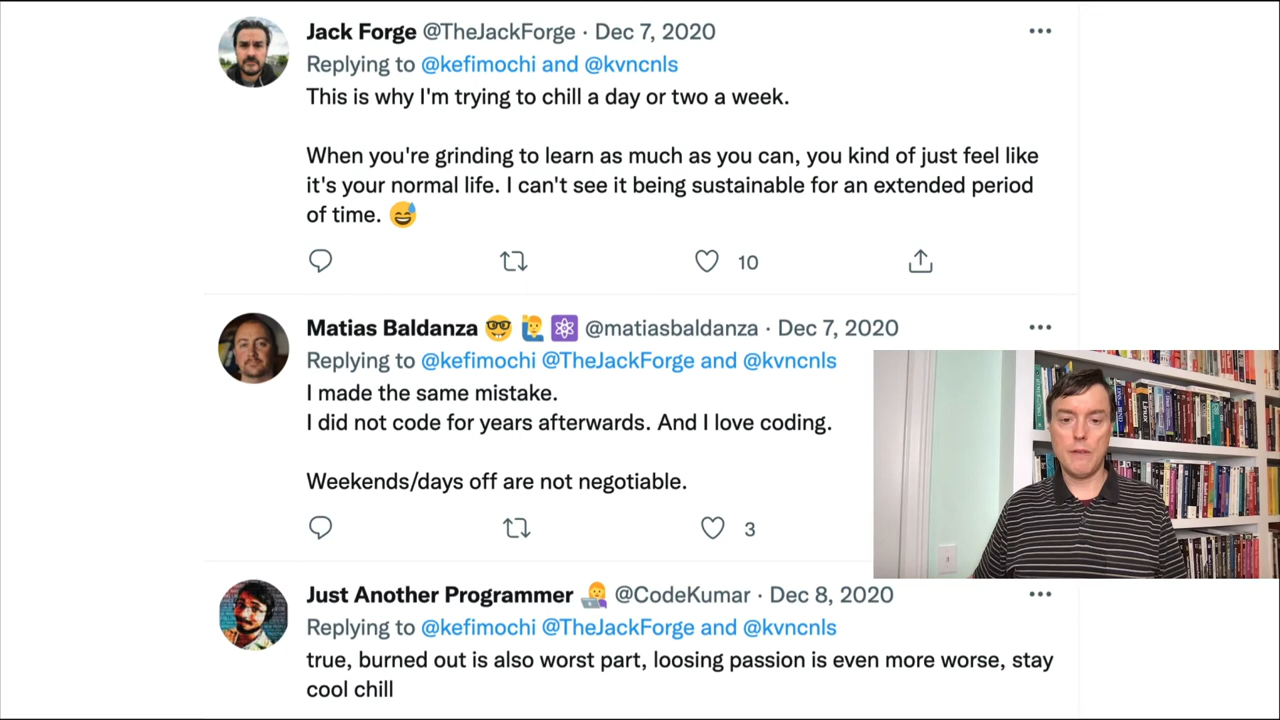 Jack Forge @TheJackForge · Dec 7, 2020
Replying to @kefimochi and @kvncnls
This is why I'm trying to chill a day or two a week.
When you're grinding to learn as much as you can, you kind of just feel like
it's your normal life. I can't see it being sustainable for an extended period
of time. 😅
10
Matias Baldanza 🤓 🙋‍♂️ ⚛️ @matiasbaldanza · Dec 7, 2020
Replying to @kefimochi @TheJackForge and @kvncnls
I made the same mistake.
I did not code for years afterwards. And I love coding.
Weekends/days off are not negotiable.
3
Just Another Programmer 👩‍💻 @CodeKumar · Dec 8, 2020
Replying to @kefimochi @TheJackForge and @kvncnls
true, burned out is also worst part, loosing passion is even more worse, stay
cool chill